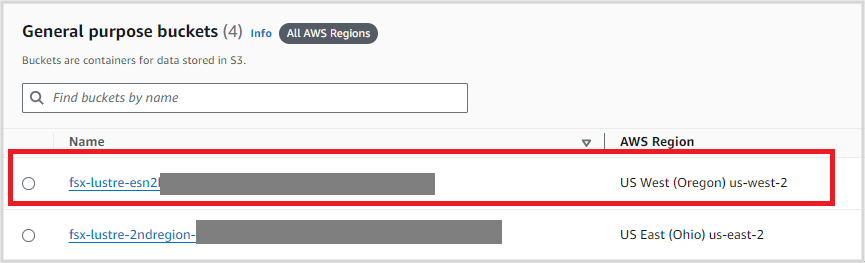 General purpose buckets (4) Info All AWS Regions
Buckets are containers for data stored in S3.
Find buckets by name
Name AWS Region
fsx-lustre-esn2 US West (Oregon) us-west-2
fsx-lustre-2ndregion- US East (Ohio) us-east-2